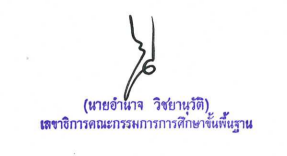 (นายอำนาจ วิชยานุวัติ)
เลขาธิการคณะกรรมการการศึกษาขั้นพื้นฐาน